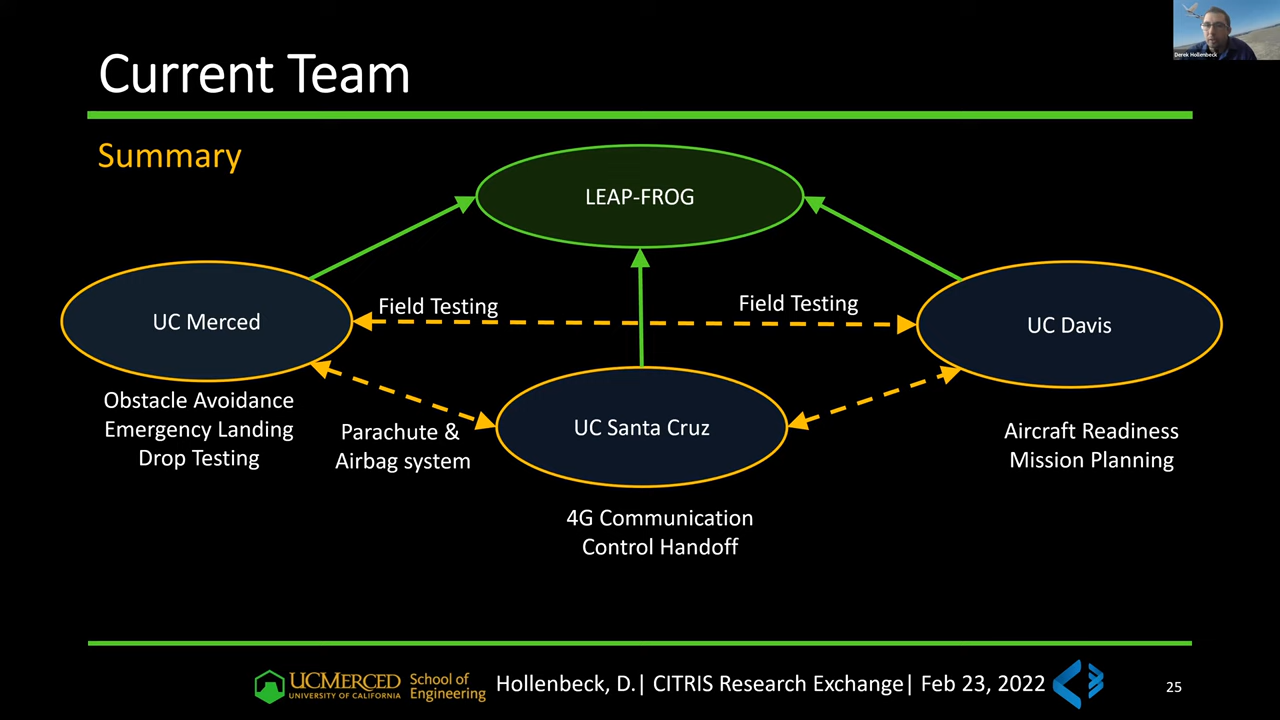 Current Team
Derek Hollenbeck
Summary
LEAP-FROG
UC Merced
Field Testing
Field Testing
UC Davis
Obstacle Avoidance
Emergency Landing
Drop Testing
Parachute &
Airbag system
UC Santa Cruz
Aircraft Readiness
Mission Planning
4G Communication
Control Handoff
UCMERCED
UNIVERSITY OF CALIFORNIA
School of
Engineering
Hollenbeck, D.| CITRIS Research Exchange| Feb 23, 2022
25